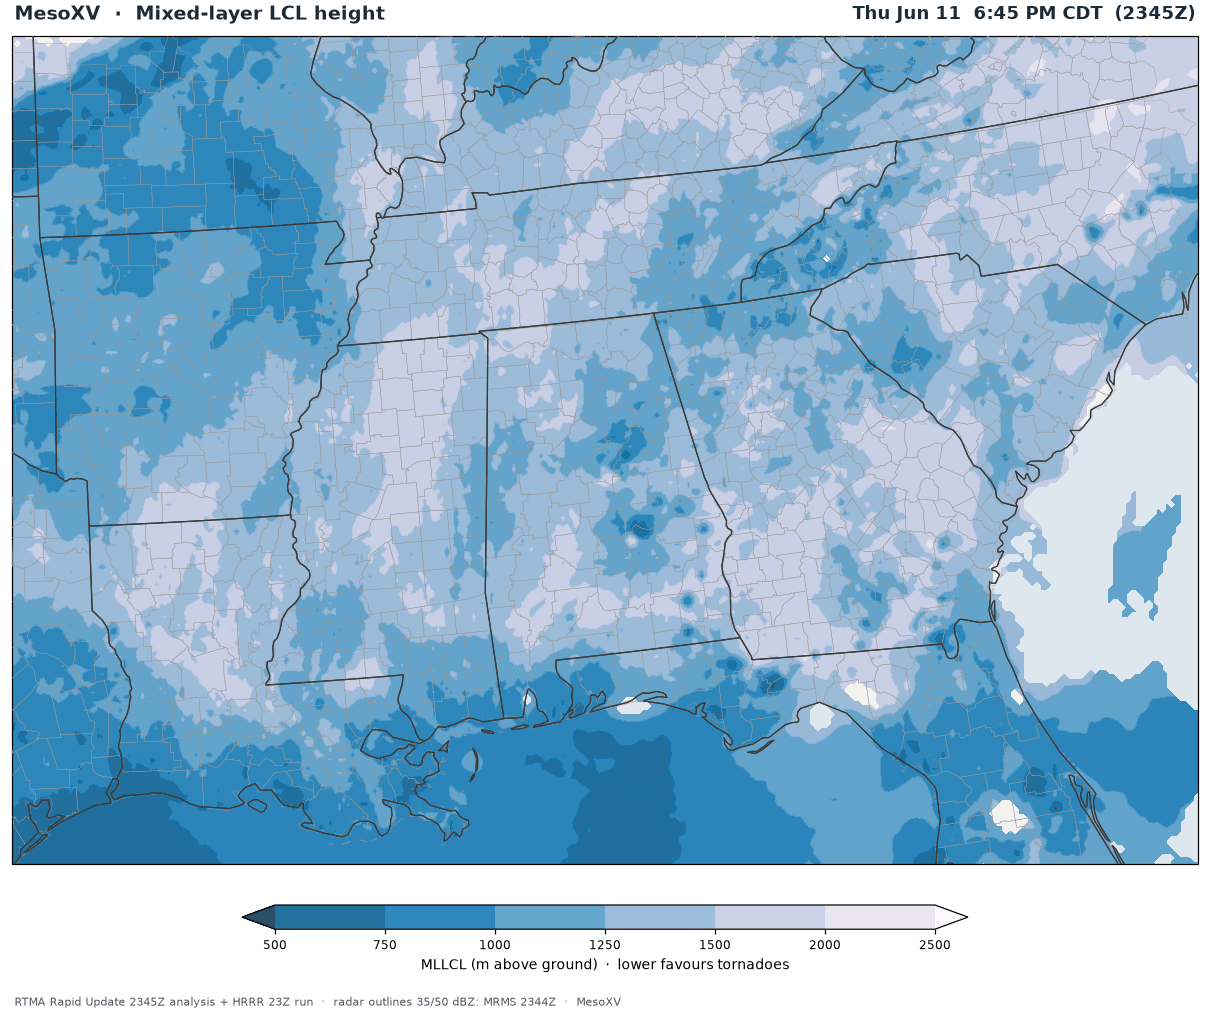 MesoXV · Mixed-layer LCL height
Thu Jun 11 6:45 PM CDT (2345Z)
500 750 1000 1250 1500 2000 2500
MLLCL (m above ground) · lower favours tornadoes
RTMA Rapid Update 2345Z analysis + HRRR 23Z run · radar outlines 35/50 dBZ: MRMS 2344Z · MesoXV